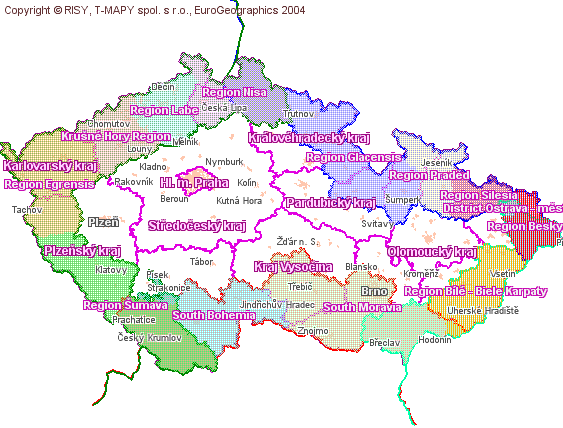 Copyright © RISY, T-MAPY spol. s r.o., EuroGeographics 2004
Děčín
Region Nisa
Region Labe
Česká Lípa
Trutnov
Chomutov
Krušné Hory Region
Mělník
Královéhradecký kraj
Louny
Region Glacensis
Karlovarský kraj
Kladno
Nymburk
Jeseník
Region Praded
Region Egrensis
Rakovník
Hl. m. Praha
Kolín
Region Silesia
Beroun
Kutná Hora
Pardubický kraj
Šumperk
Tachov
District Ostrava - měs
Plzeň
Středočeský kraj
Svitavy
Region Besky
Plzeňský kraj
Žďár n. S.
Olomoucký kraj
Tábor
Kraj Vysočina
Blansko
Klatovy
Písek
Vsetín
Strakonice
Třebíč
Brno
Region Bílé - Biele Karpaty
Region Šumava
Jindřichův Hradec
South Moravia
Uherské Hradiště
Prachatice
South Bohemia
Znojmo
Český Krumlov
Břeclav
Hodonín